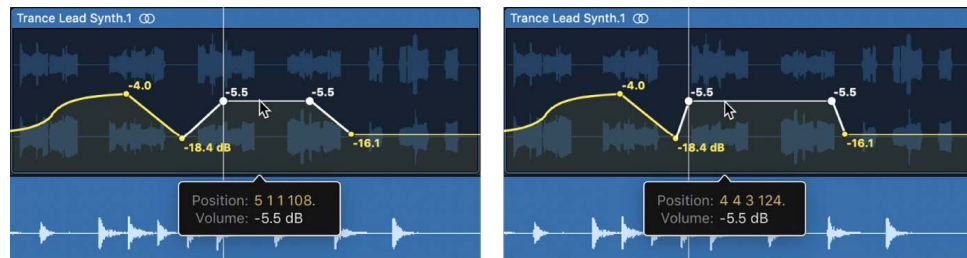 Trance Lead Synth.1
-4.0
-5.5 -5.5
-18.4 dB
-16.1
Position: 5 1 1 108.
Volume: -5.5 dB
Trance Lead Synth.1
-4.0
-5.5 -5.5
-18.4 dB
-16.1
Position: 4 4 3 124.
Volume: -5.5 dB